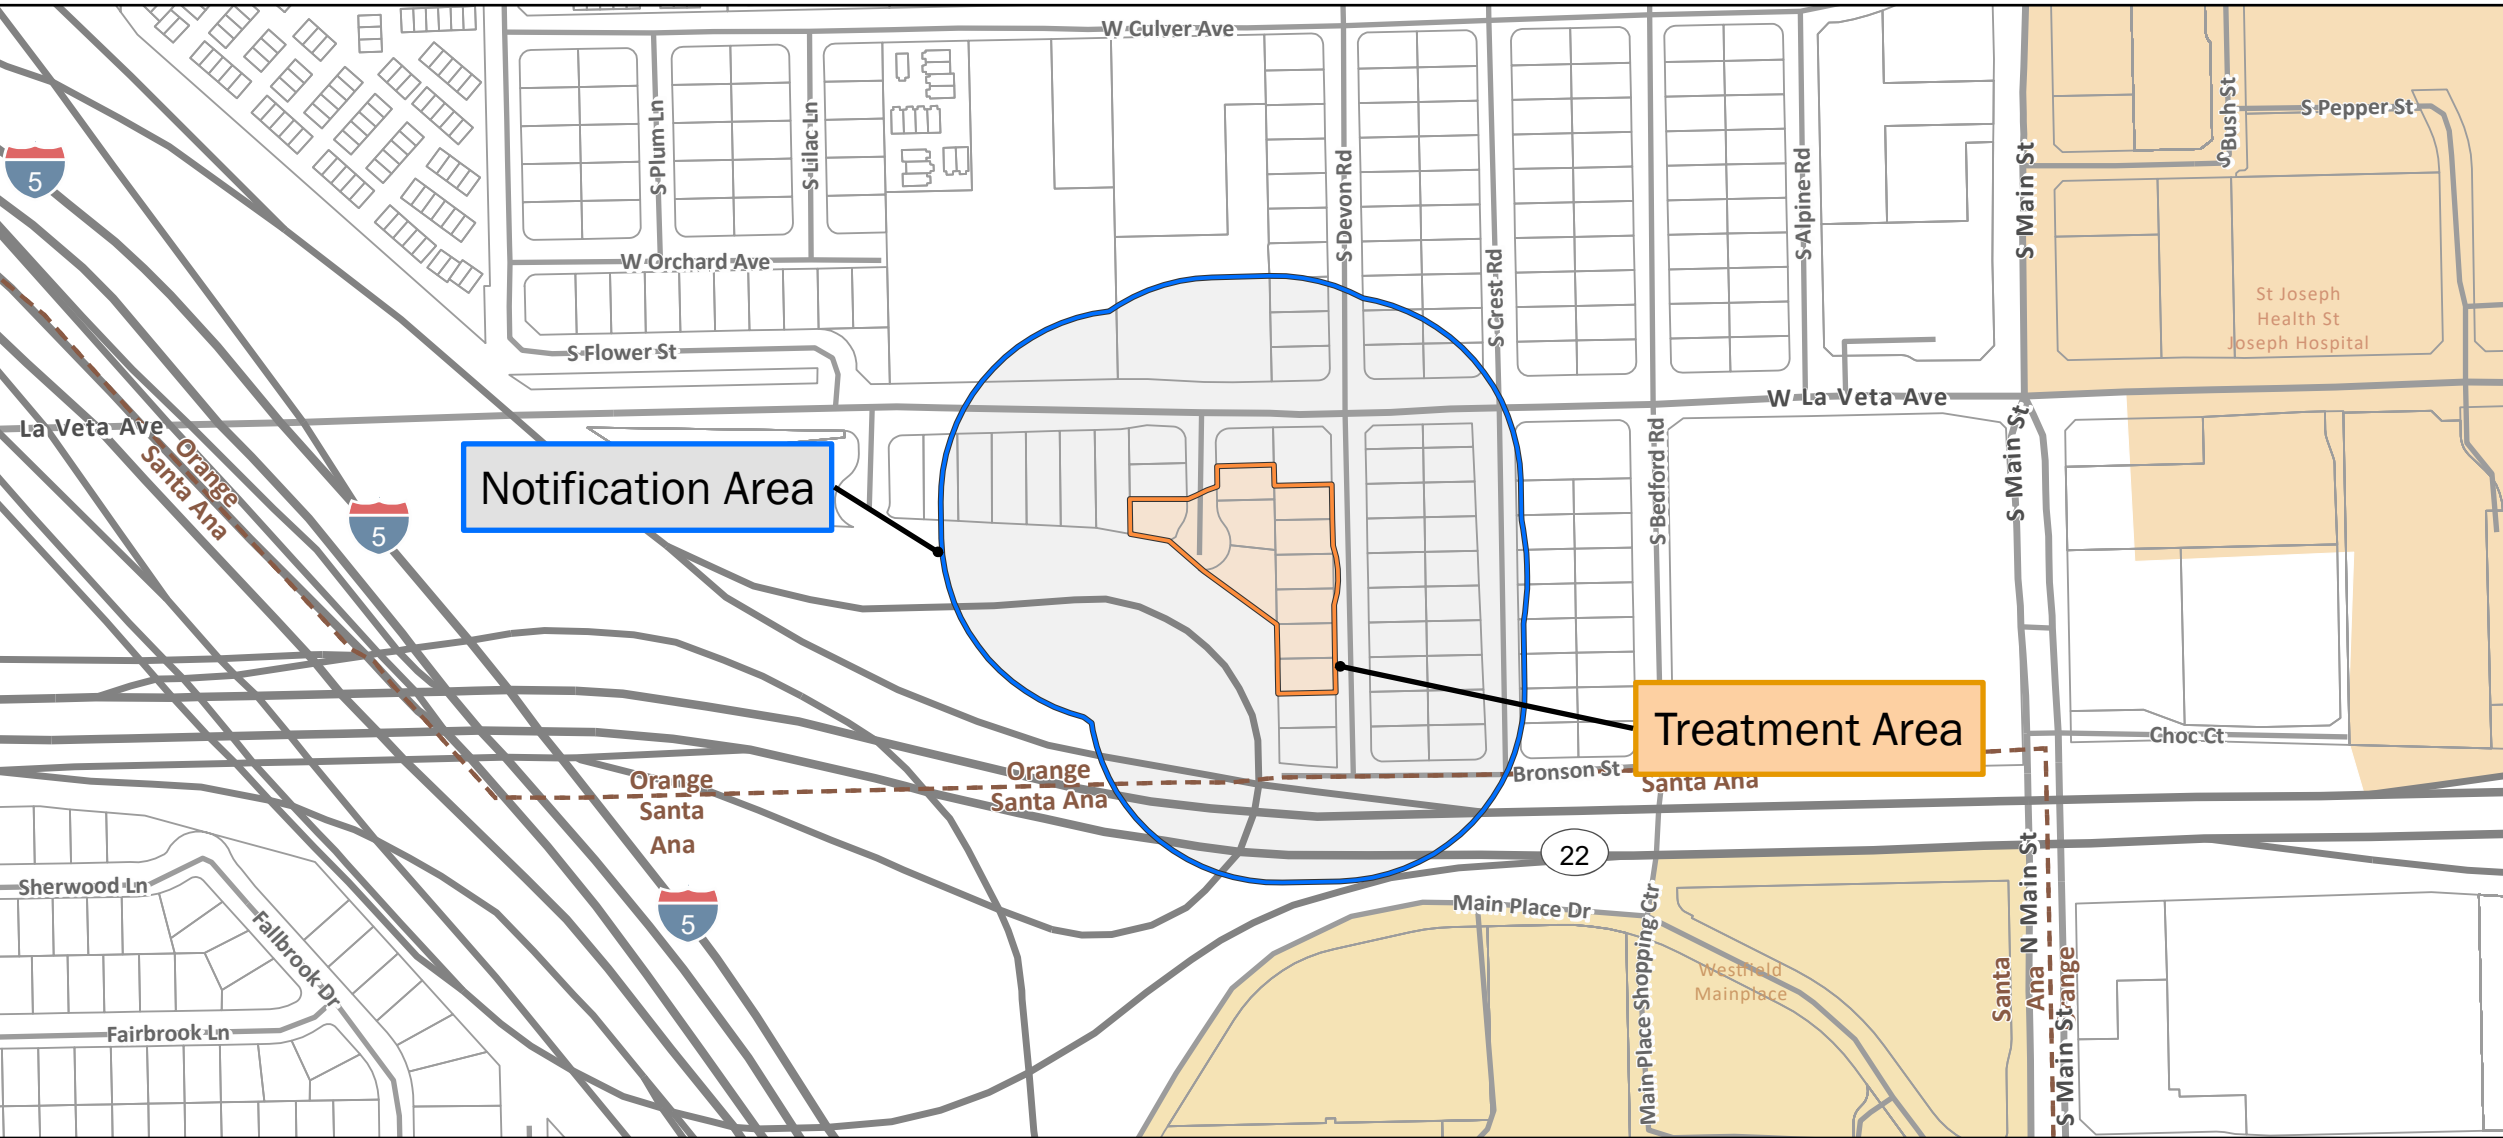 W Culver Ave
S Plum Ln
S Lilac Ln
S Devon Rd
S Crest Rd
S Alpine Rd
S Main St
S Bush St
S Pepper St
5
W Orchard Ave
S Flower St
St Joseph
Health St
Joseph Hospital
La Veta Ave
W La Veta Ave
Orange
Santa Ana
5
Notification Area
S Bedford Rd
S Main St
Treatment Area
Choc Ct
Orange
Santa
Ana
Orange
Santa Ana
Bronson St
Santa Ana
22
5
Sherwood Ln
Fallbrook Dr
Fairbrook Ln
Main Place Dr
Main Place Shopping Ctr
Westfield
Mainplace
N Main St
Santa
Ana
Orange
S Main St